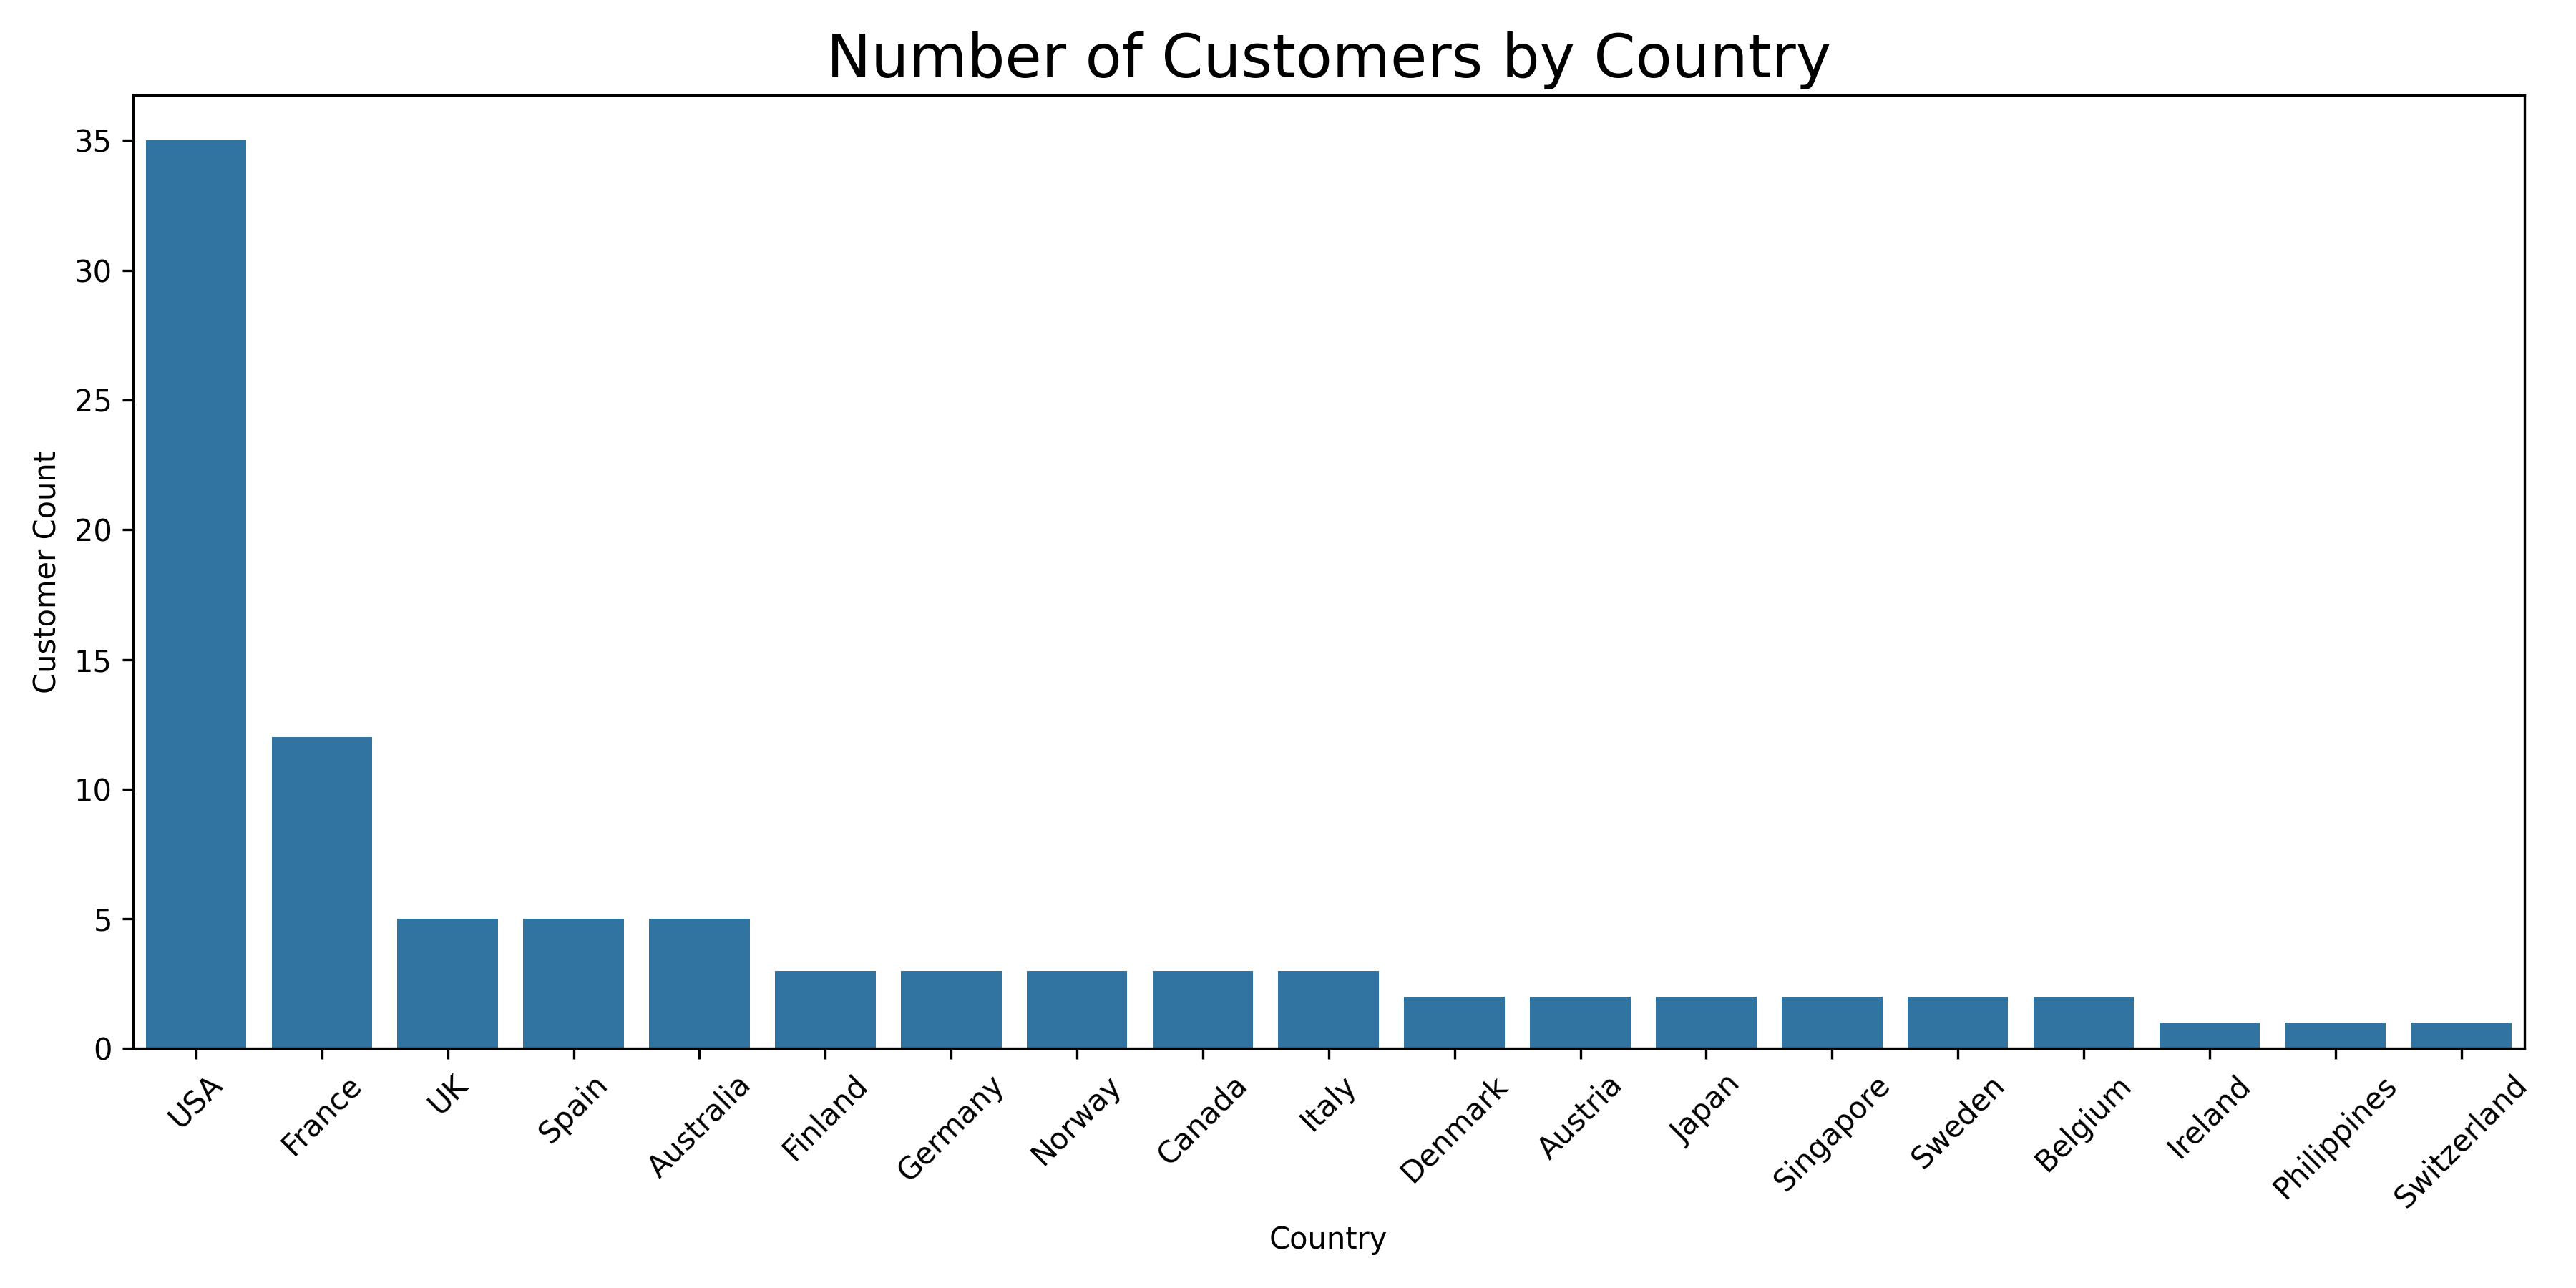 Number of Customers by Country
35
30
25
20
15
10
5
0
Customer Count
USA
France
UK
Spain
Australia
Finland
Germany
Norway
Canada
Italy
Denmark
Austria
Japan
Singapore
Sweden
Belgium
Ireland
Philippines
Switzerland
Country